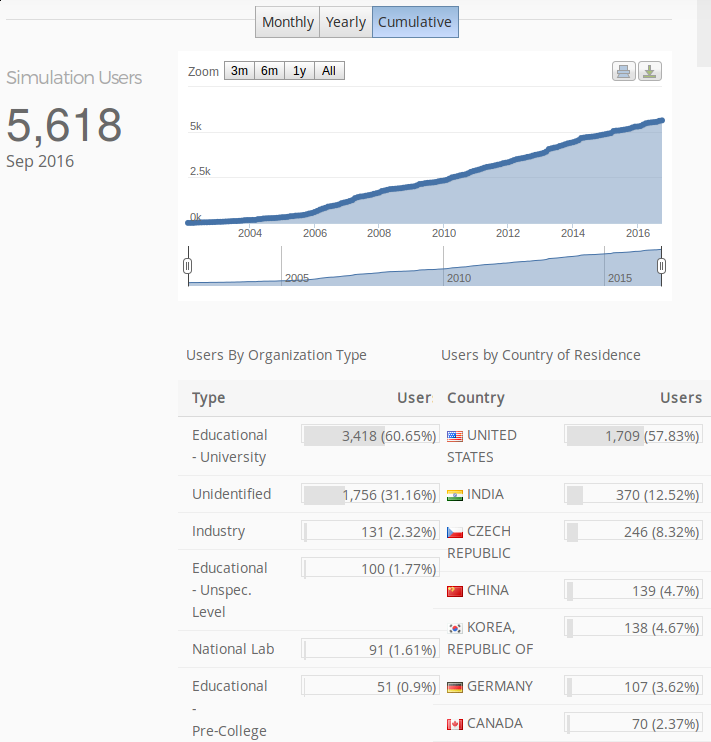 Monthly Yearly Cumulative
Simulation Users
5,618
Sep 2016
Zoom 3m 6m 1y All
5k
2.5k
0k
2004 2006 2008 2010 2012 2014 2016
2005 2010 2015
Users By Organization Type
Type User
Educational - University 3,418 (60.65%)
Unidentified 1,756 (31.16%)
Industry 131 (2.32%)
Educational - Unspec. Level 100 (1.77%)
National Lab 91 (1.61%)
Educational - Pre-College 51 (0.9%)
Users by Country of Residence
Country Users
UNITED STATES 1,709 (57.83%)
INDIA 370 (12.52%)
CZECH REPUBLIC 246 (8.32%)
CHINA 139 (4.7%)
KOREA, REPUBLIC OF 138 (4.67%)
GERMANY 107 (3.62%)
CANADA 70 (2.37%)